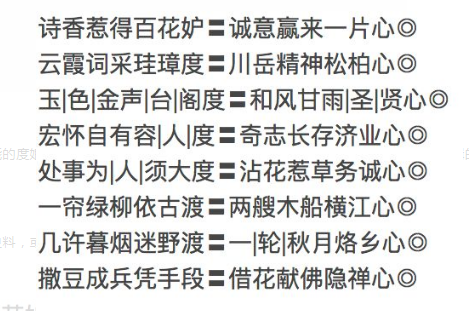 诗香惹得百花妒〓诚意赢来一片心◎
云霞词采珪璋度〓川岳精神松柏心◎
玉|色|金声|台|阁度〓和风甘雨|圣|贤心◎
宏怀自有容|人|度〓奇志长存济业心◎
处事为|人|须大度〓沾花惹草务诚心◎
一帘绿柳依古渡〓两艘木船横江心◎
几许暮烟迷野渡〓一|轮|秋月烙乡心◎
撒豆成兵凭手段〓借花献佛隐禅心◎